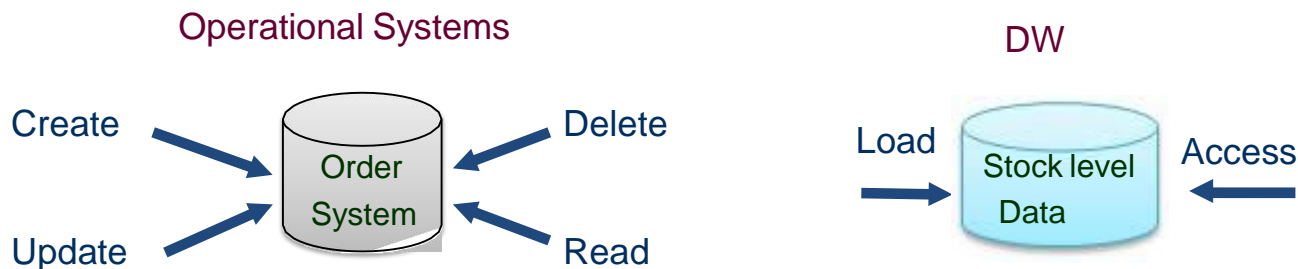 Operational Systems
DW
Create
Delete
Order
System
Update
Read
Load
Access
Stock level
Data